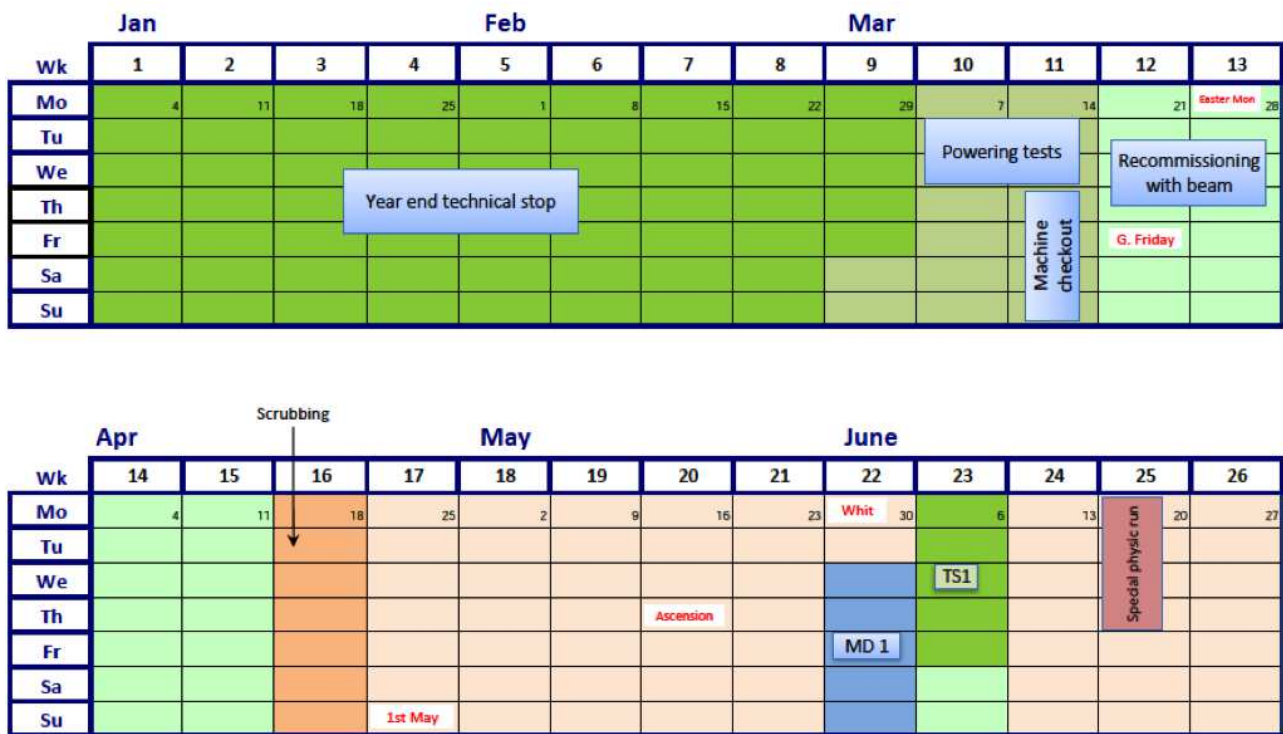 Jan Feb Mar
Wk 1 2 3 4 5 6 7 8 9 10 11 12 13
Mo 4 11 18 25 1 8 15 22 29 7 14 21 Easter Mon 28
Tu
Powering tests
We
Recommissioning
with beam
Th
Year end technical stop
Fr
G. Friday
Machine
checkout
Sa
Su
Scrubbing
Apr May June
Wk 14 15 16 17 18 19 20 21 22 23 24 25 26
Mo 4 11 18 25 2 9 16 23 Whit 30 6 13 20 27
Special physic run
Tu
We
TS1
Th
Ascension
Fr
MD 1
Sa
Su
1st May